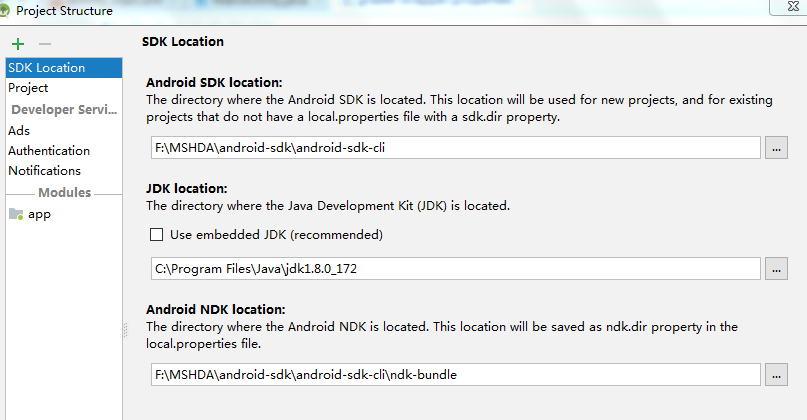 Project Structure
SDK Location
Project
Developer Servi...
Ads
Authentication
Notifications
Modules
app
SDK Location
Android SDK location:
The directory where the Android SDK is located. This location will be used for new projects, and for existing
projects that do not have a local.properties file with a sdk.dir property.
F:\MSHDA\android-sdk\android-sdk-cli
...
JDK location:
The directory where the Java Development Kit (JDK) is located.
Use embedded JDK (recommended)
C:\Program Files\Java\jdk1.8.0_172
...
Android NDK location:
The directory where the Android NDK is located. This location will be saved as ndk.dir property in the
local.properties file.
F:\MSHDA\android-sdk\android-sdk-cli\ndk-bundle
...